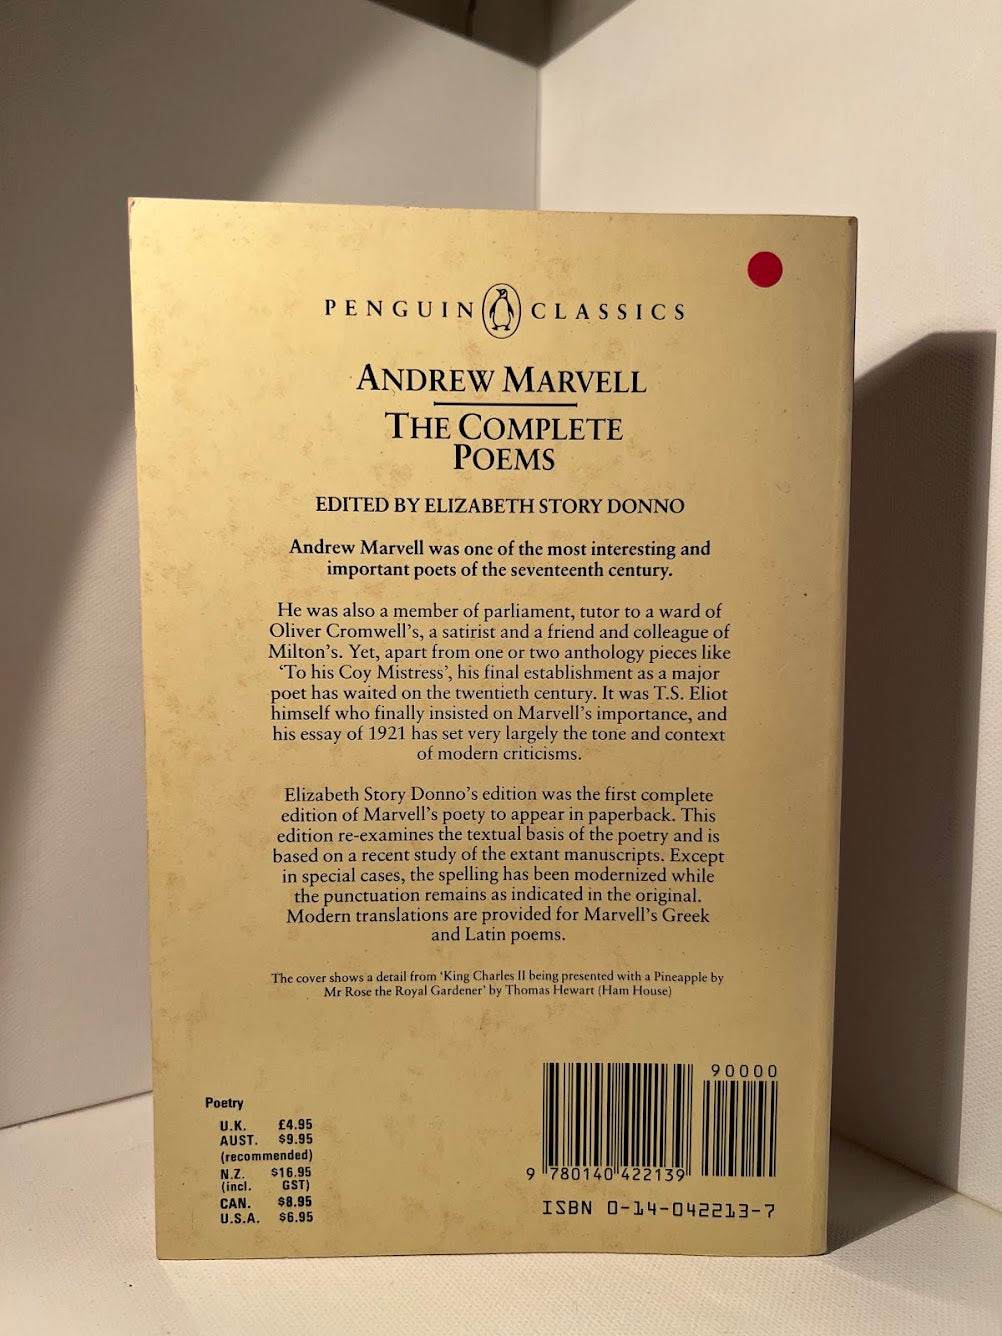 PENGUIN CLASSICS
ANDREW MARVELL
THE COMPLETE
POEMS
EDITED BY ELIZABETH STORY DONNO
Andrew Marvell was one of the most interesting and
important poets of the seventeenth century.
He was also a member of parliament, tutor to a ward of
Oliver Cromwell's, a satirist and a friend and colleague of
Milton's. Yet, apart from one or two anthology pieces like
'To his Coy Mistress', his final establishment as a major
poet has waited on the twentieth century. It was T.S. Eliot
himself who finally insisted on Marvell's importance, and
his essay of 1921 has set very largely the tone and context
of modern criticisms.
Elizabeth Story Donno's edition was the first complete
edition of Marvell's poety to appear in paperback. This
edition re-examines the textual basis of the poetry and is
based on a recent study of the extant manuscripts. Except
in special cases, the spelling has been modernized while
the punctuation remains as indicated in the original.
Modern translations are provided for Marvell's Greek
and Latin poems.
The cover shows a detail from 'King Charles II being presented with a Pineapple by
Mr Rose the Royal Gardener' by Thomas Hewart (Ham House)
Poetry
U.K. £4.95
AUST. $9.95
(recommended)
N.Z. $16.95
(incl. GST)
CAN. $8.95
U.S.A. $6.95
90000
9 780140 422139
ISBN 0-14-042213-7